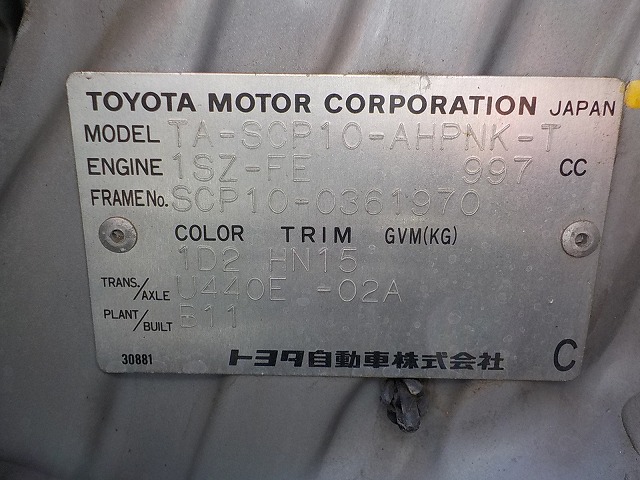 TOYOTA MOTOR CORPORATION JAPAN
MODEL TA-SCP10-AHPNK-T
ENGINE 1SZ-FE 997 CC
FRAME No. SCP10-0361970
COLOR TRIM GVM(KG)
1D2 HN15
TRANS./AXLE U440E -02A
PLANT/BUILT B11
30881 トヨタ自動車株式会社 C